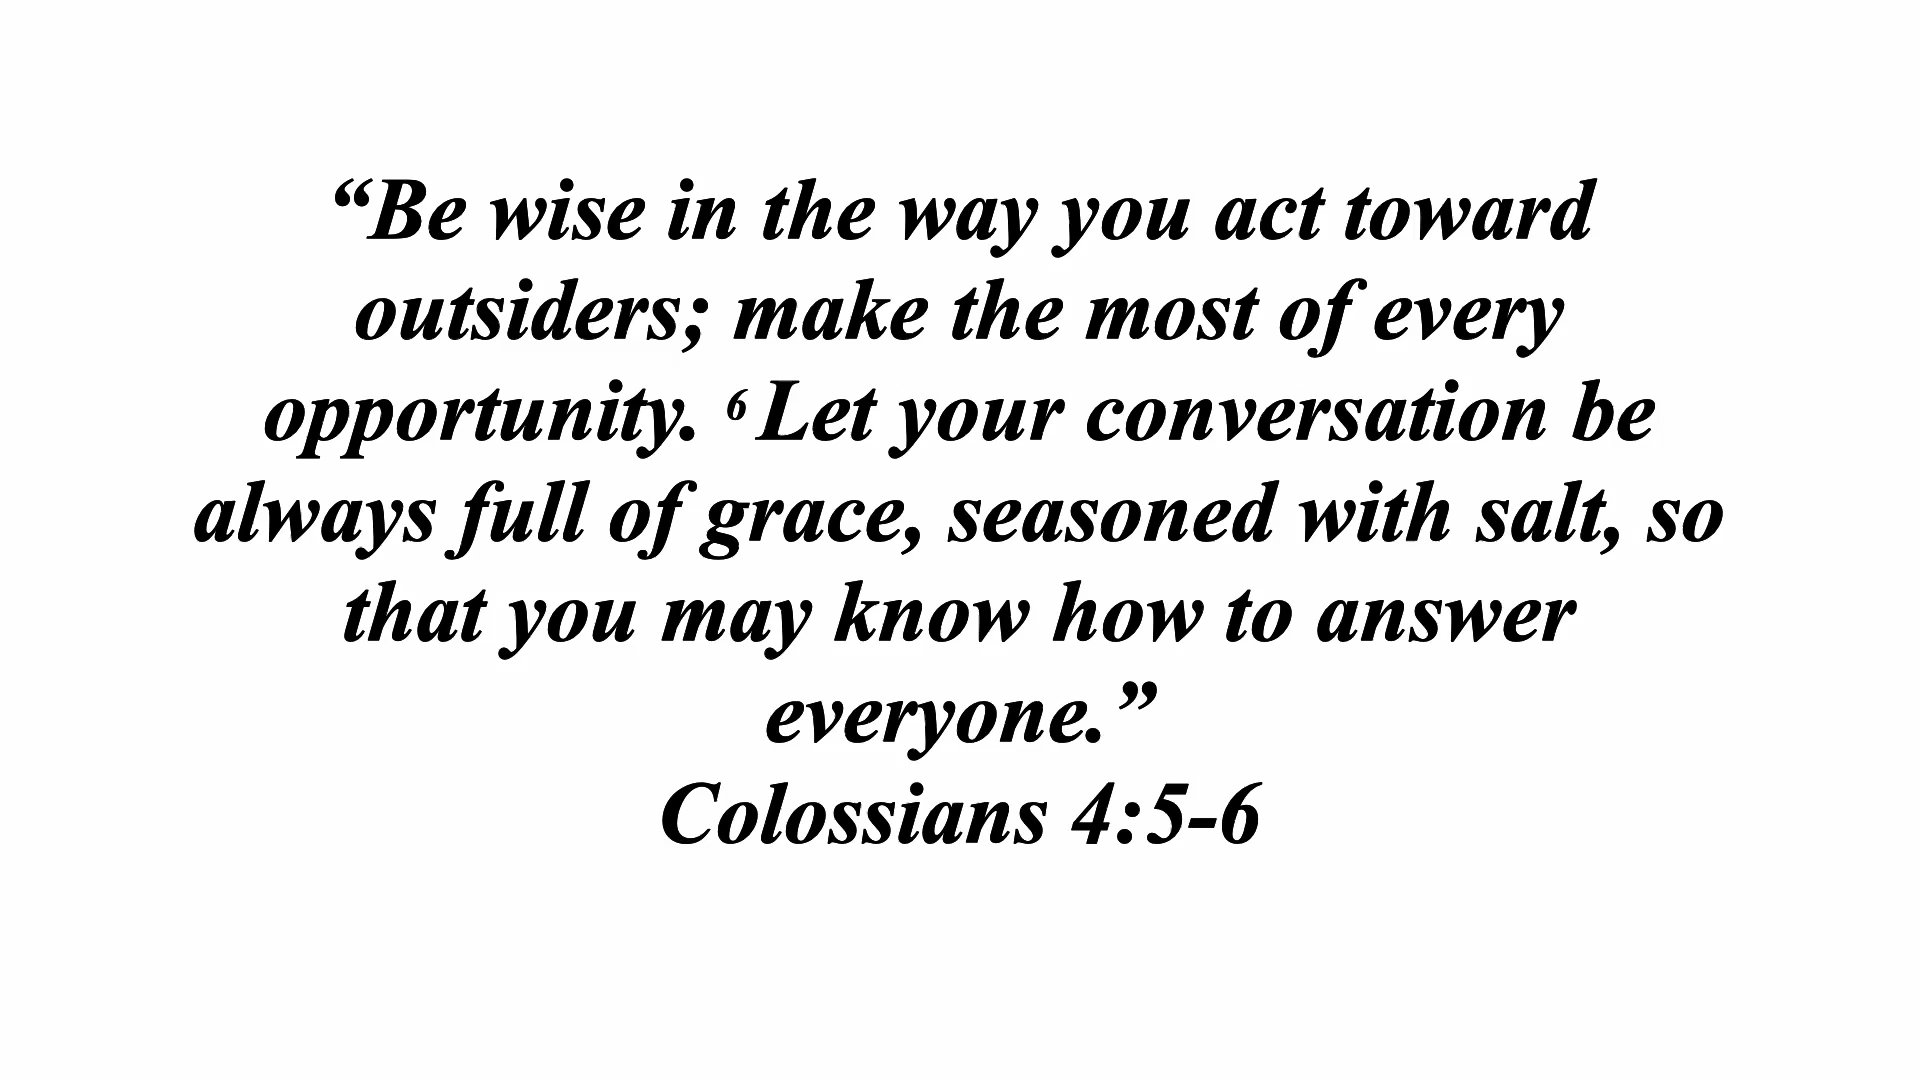 “Be wise in the way you act toward
outsiders; make the most of every
opportunity. ⁶ Let your conversation be
always full of grace, seasoned with salt, so
that you may know how to answer
everyone.”
Colossians 4:5-6